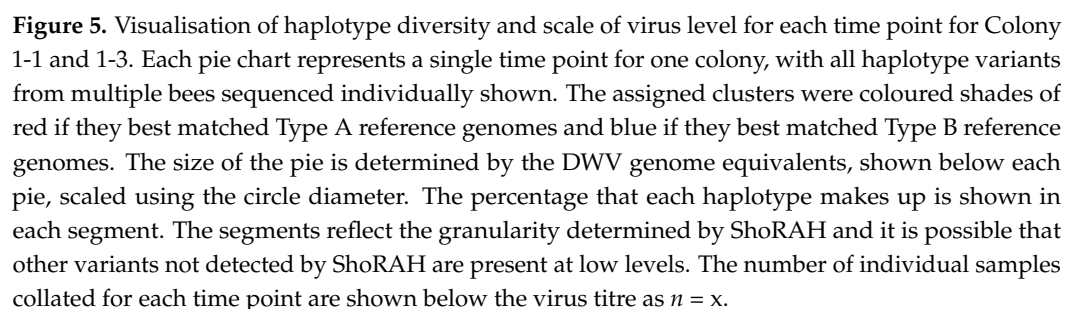 Figure 5. Visualisation of haplotype diversity and scale of virus level for each time point for Colony
1-1 and 1-3. Each pie chart represents a single time point for one colony, with all haplotype variants
from multiple bees sequenced individually shown. The assigned clusters were coloured shades of
red if they best matched Type A reference genomes and blue if they best matched Type B reference
genomes. The size of the pie is determined by the DWV genome equivalents, shown below each
pie, scaled using the circle diameter. The percentage that each haplotype makes up is shown in
each segment. The segments reflect the granularity determined by ShoRAH and it is possible that
other variants not detected by ShoRAH are present at low levels. The number of individual samples
collated for each time point are shown below the virus titre as n = x.